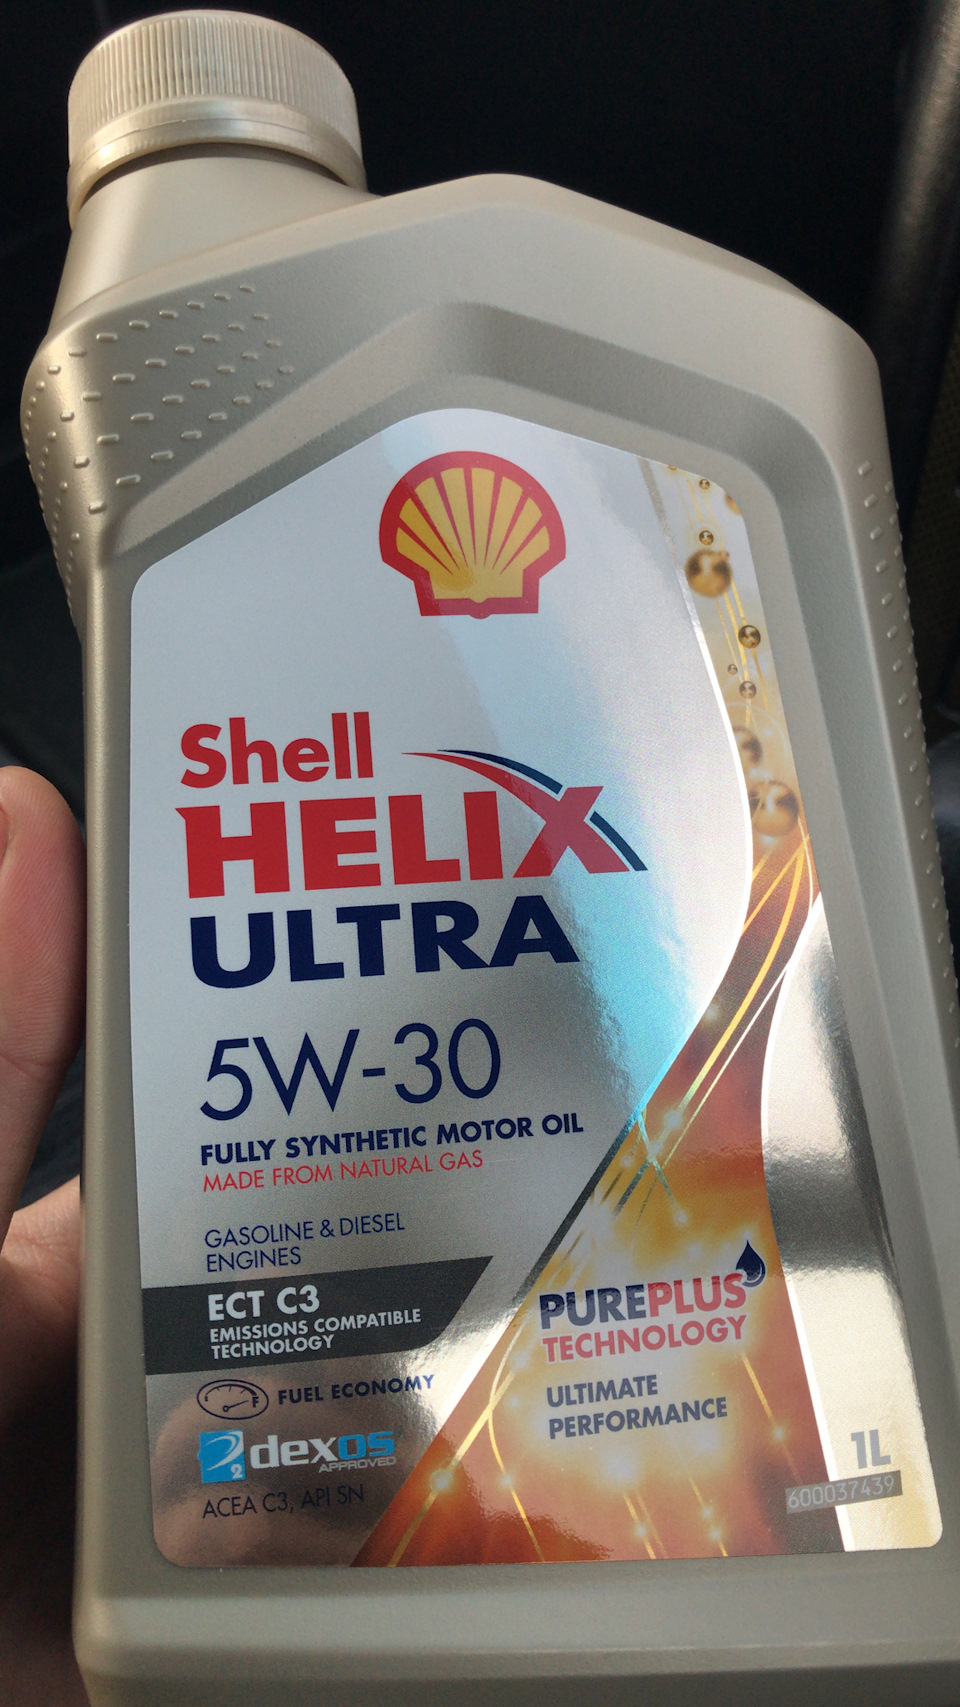 Shell
HELIX
ULTRA
5W-30
FULLY SYNTHETIC MOTOR OIL
MADE FROM NATURAL GAS
GASOLINE & DIESEL
ENGINES
ECT C3
EMISSIONS COMPATIBLE
TECHNOLOGY
FUEL ECONOMY
2 dexos
APPROVED
ACEA C3, API SN
PUREPLUS
TECHNOLOGY
ULTIMATE
PERFORMANCE
1L
600037439